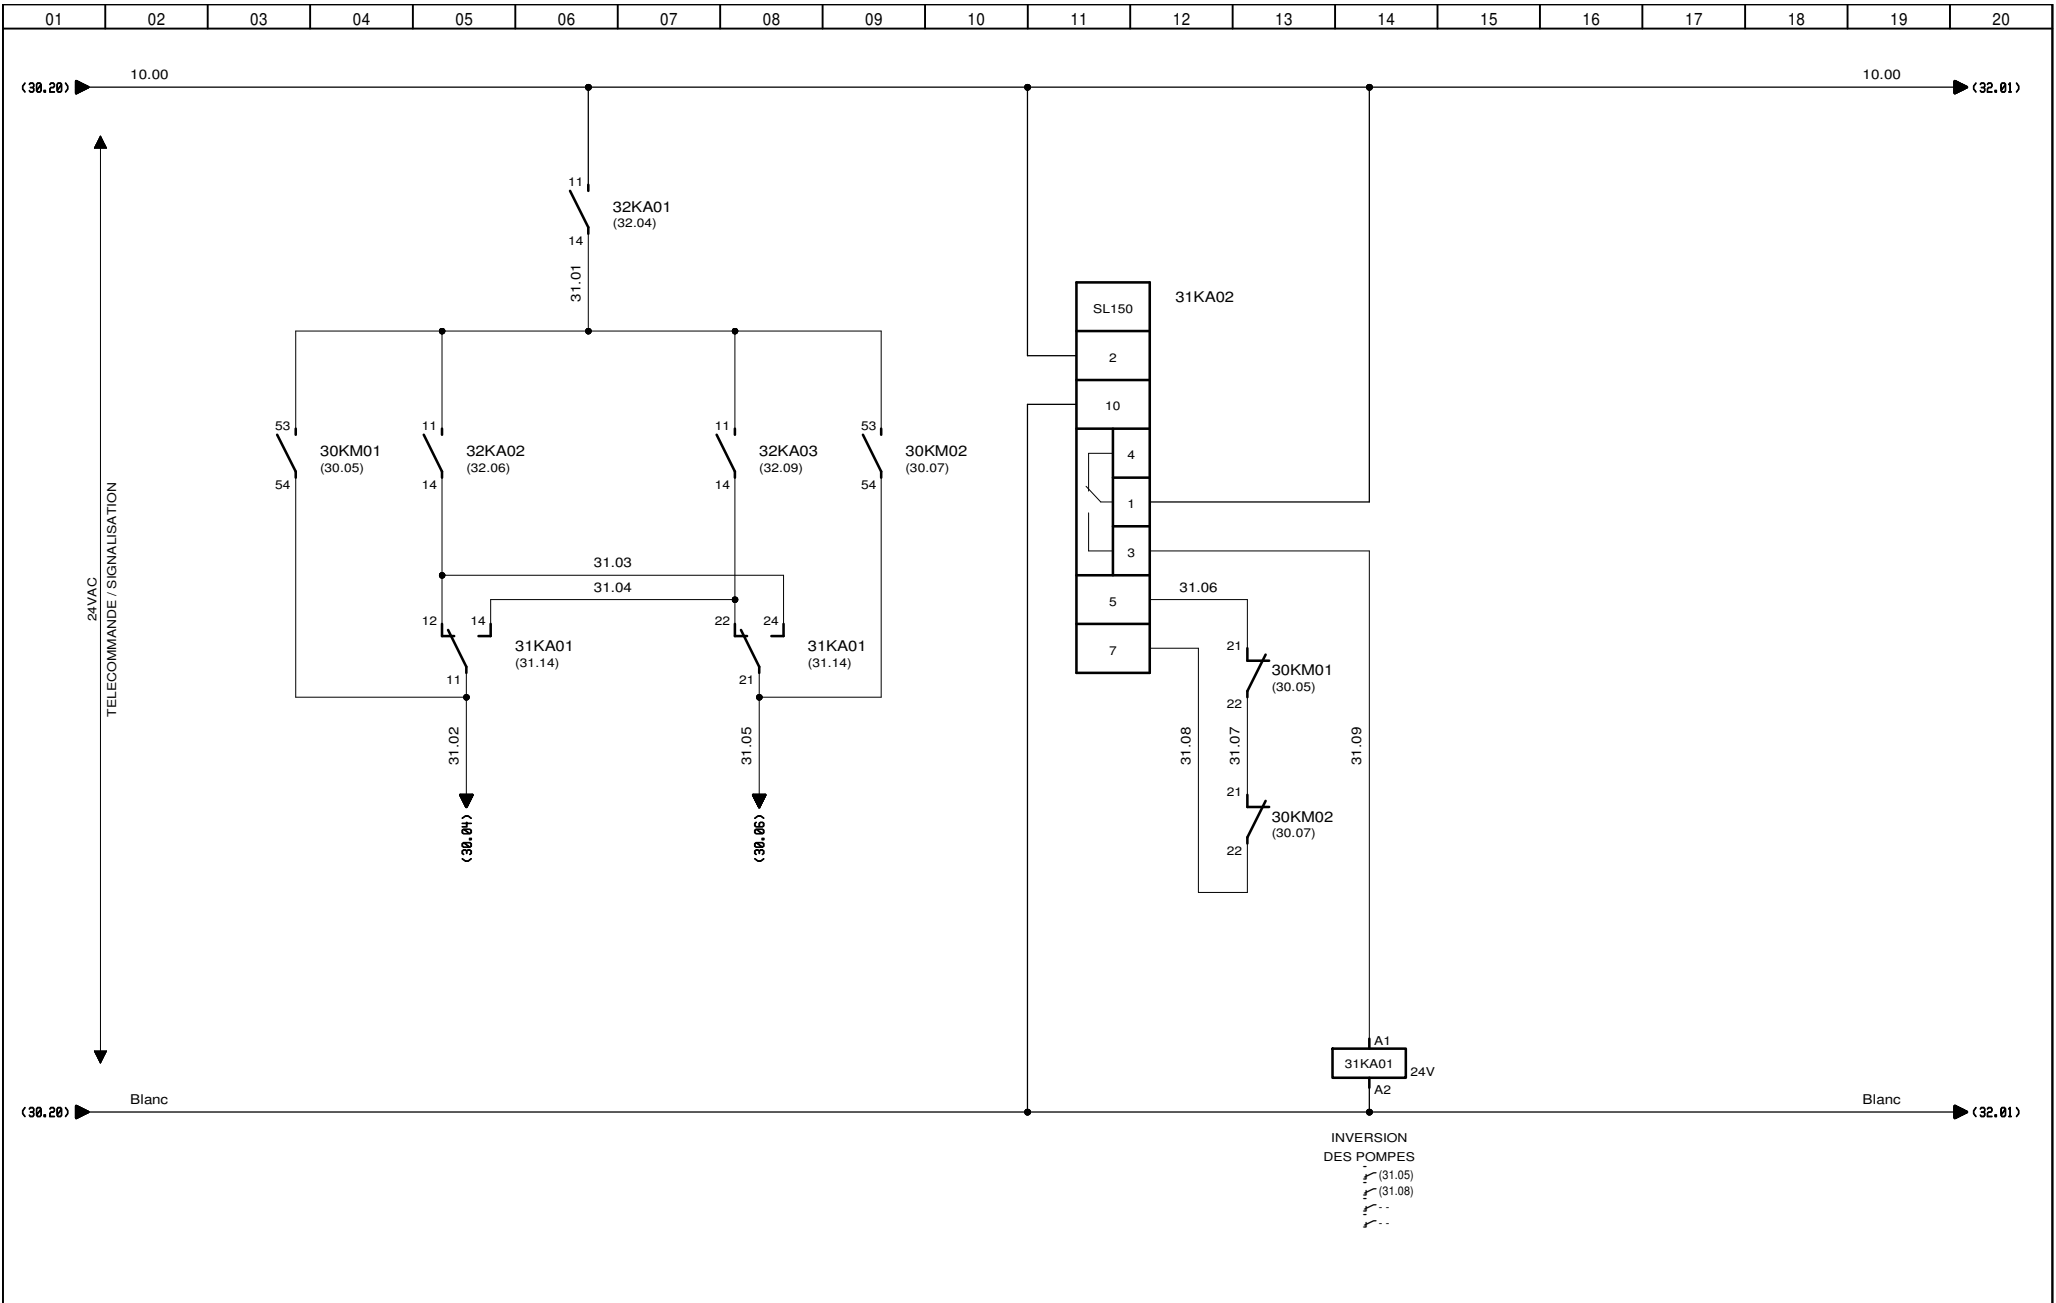 01 02 03 04 05 06 07 08 09 10 11 12 13 14 15 16 17 18 19 20
10.00 10.00
(30.20) (32.01)
11
32KA01
(32.04)
14
31.01
SL150 31KA02
2
10
4
1
3
5
7
53
30KM01
(30.05)
54
11
32KA02
(32.06)
14
11
32KA03
(32.09)
14
53
30KM02
(30.07)
54
24VAC
TELECOMMANDE / SIGNALISATION
31.03
31.04
12 14
31KA01
(31.14)
11
22 24
31KA01
(31.14)
21
31.02
31.05
(30.04)
(30.06)
31.06
21
30KM01
(30.05)
22
31.08
31.07
31.09
21
30KM02
(30.07)
22
A1
31KA01
24V
A2
Blanc Blanc
(30.20) (32.01)
INVERSION
DES POMPES
(31.05)
(31.08)
- -
- -